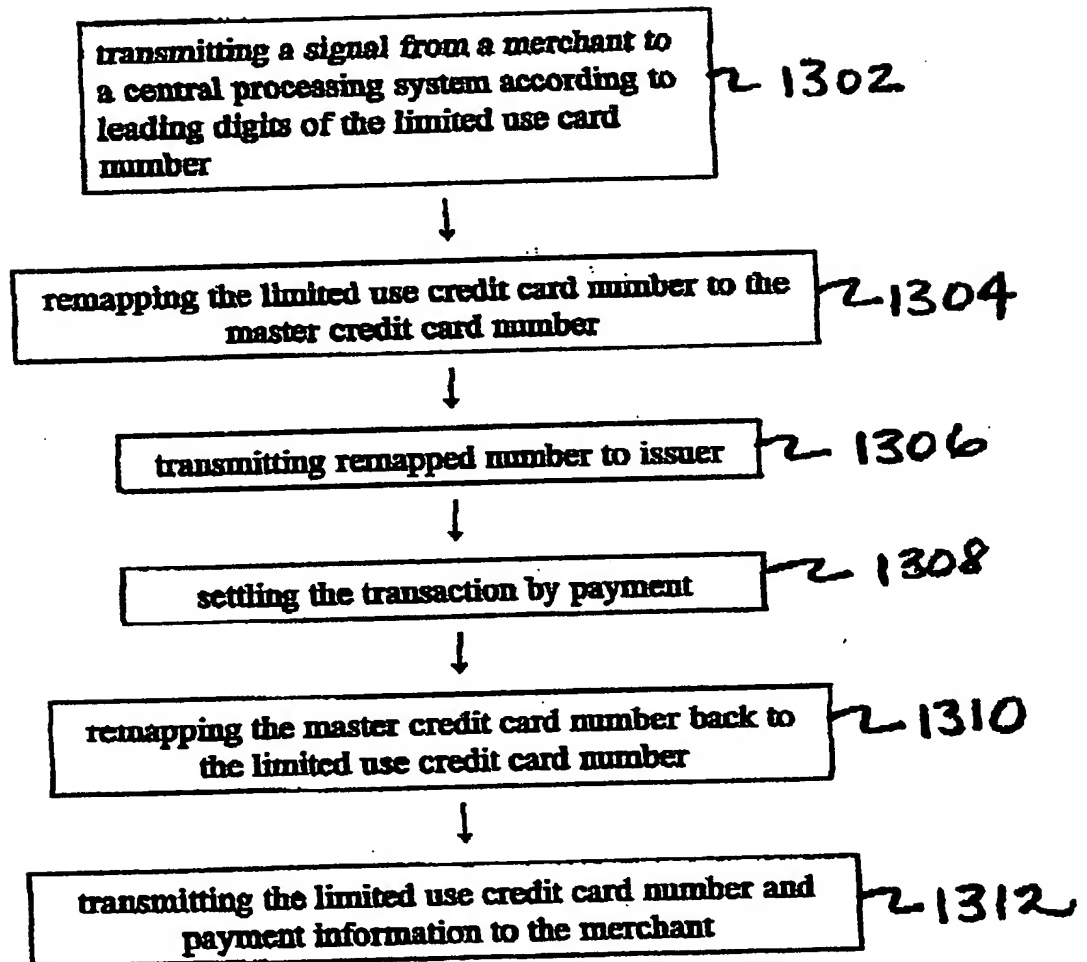 transmitting a signal from a merchant to
a central processing system according to
leading digits of the limited use card
number
1302
remapping the limited use credit card number to the
master credit card number
1304
transmitting remapped number to issuer
1306
settling the transaction by payment
1308
remapping the master credit card number back to
the limited use credit card number
1310
transmitting the limited use credit card number and
payment information to the merchant
1312